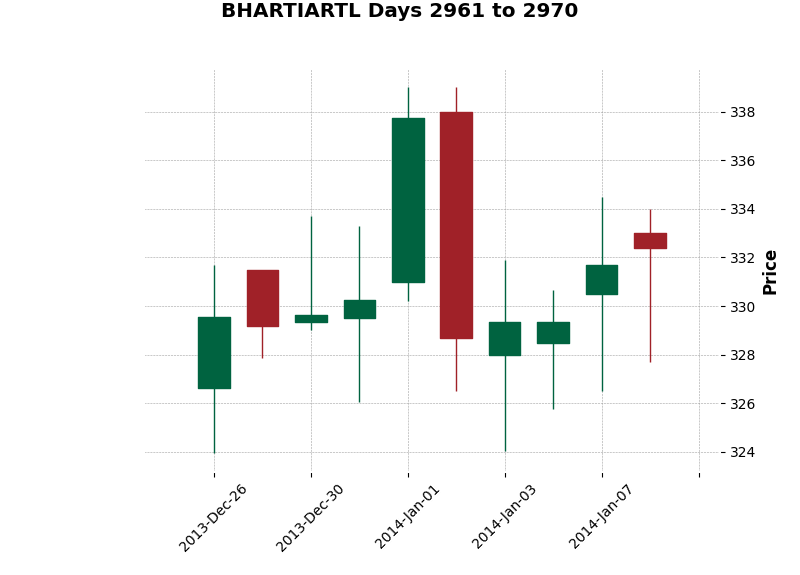 BHARTIARTL Days 2961 to 2970
338
336
334
332
330
328
326
324
Price
2013-Dec-26
2013-Dec-30
2014-Jan-01
2014-Jan-03
2014-Jan-07